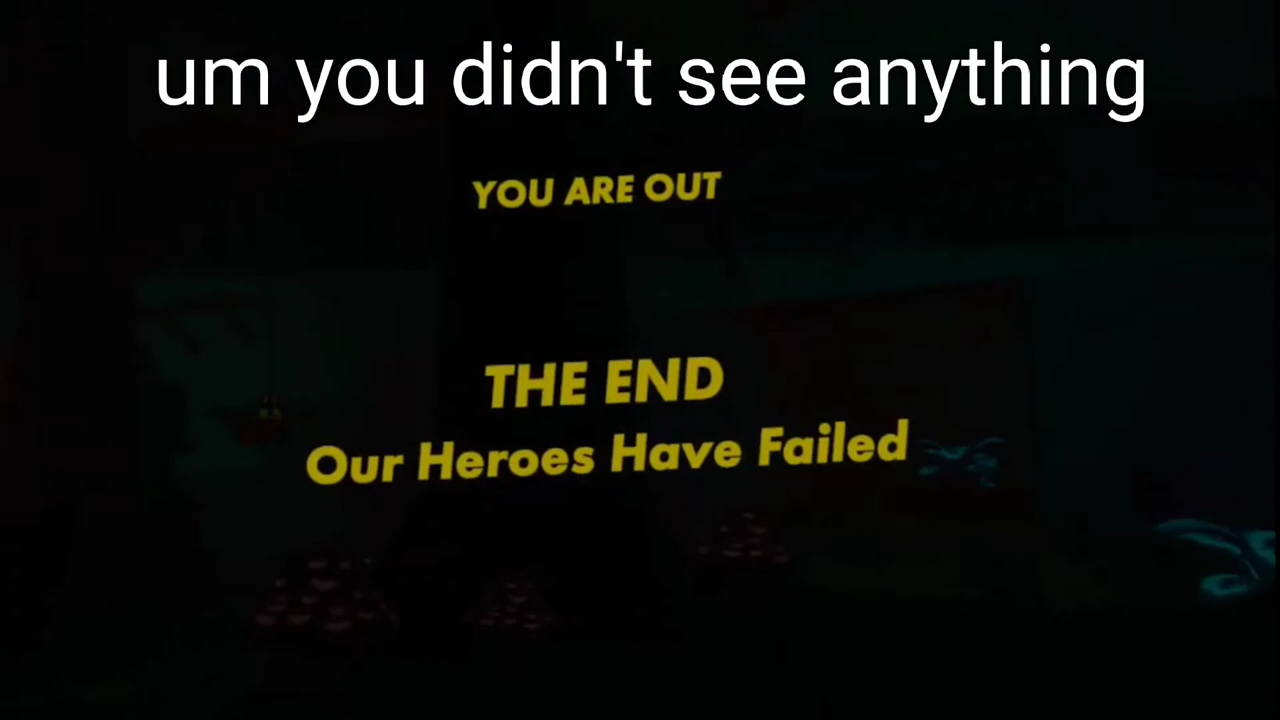 um you didn't see anything
YOU ARE OUT
THE END
Our Heroes Have Failed